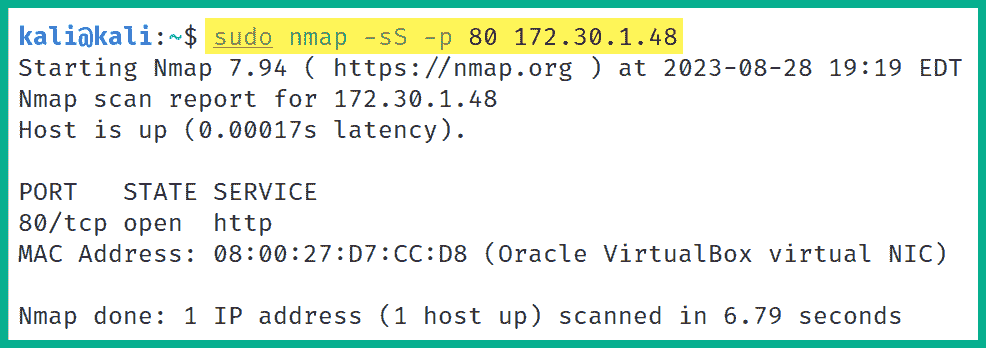 kali@kali:~$ sudo nmap -sS -p 80 172.30.1.48
Starting Nmap 7.94 ( https://nmap.org ) at 2023-08-28 19:19 EDT
Nmap scan report for 172.30.1.48
Host is up (0.00017s latency).
PORT   STATE SERVICE
80/tcp open  http
MAC Address: 08:00:27:D7:CC:D8 (Oracle VirtualBox virtual NIC)
Nmap done: 1 IP address (1 host up) scanned in 6.79 seconds